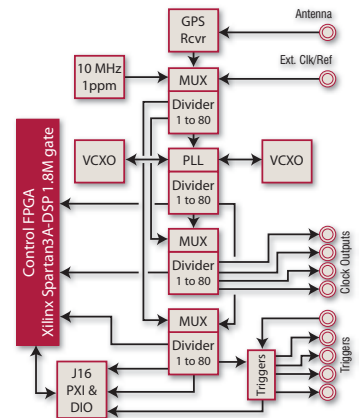 GPS
Rcvr
Antenna
10 MHz
1ppm
MUX
Ext. Clk/Ref
Divider
1 to 80
VCXO
PLL
VCXO
Divider
1 to 80
Control FPGA
Xilinx Spartan3 A-DSP 1.8M gate
MUX
Divider
1 to 80
Clock Outputs
MUX
Divider
1 to 80
Triggers
Triggers
J16
PXI &
DIO